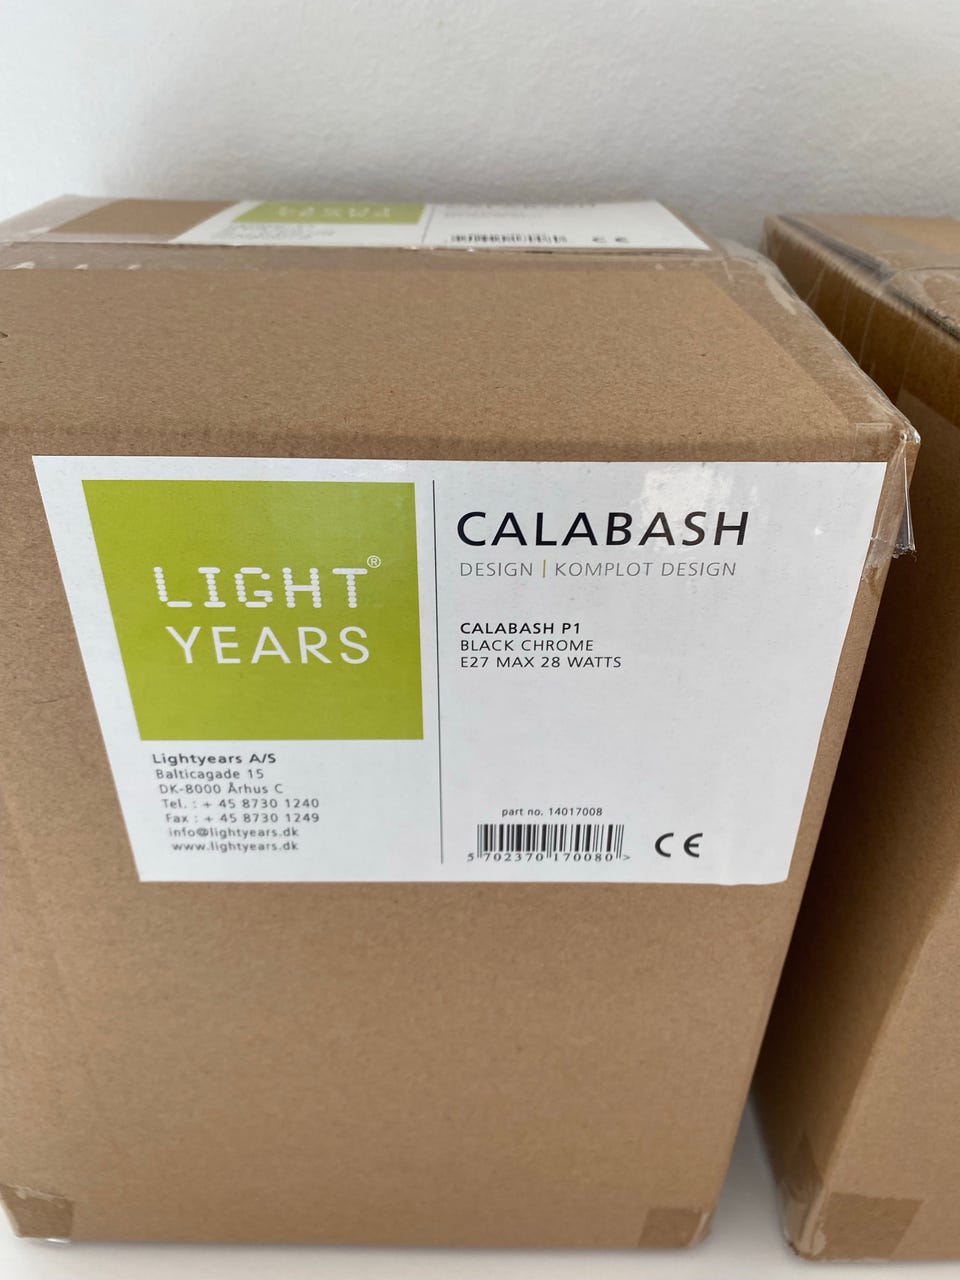 LIGHT®
YEARS
Lightyears A/S
Balticagade 15
DK-8000 Århus C
Tel. : + 45 8730 1240
Fax : + 45 8730 1249
info@lightyears.dk
www.lightyears.dk
CALABASH
DESIGN | KOMPLOT DESIGN
CALABASH P1
BLACK CHROME
E27 MAX 28 WATTS
part no. 14017008
5 702370 170080 >
CE